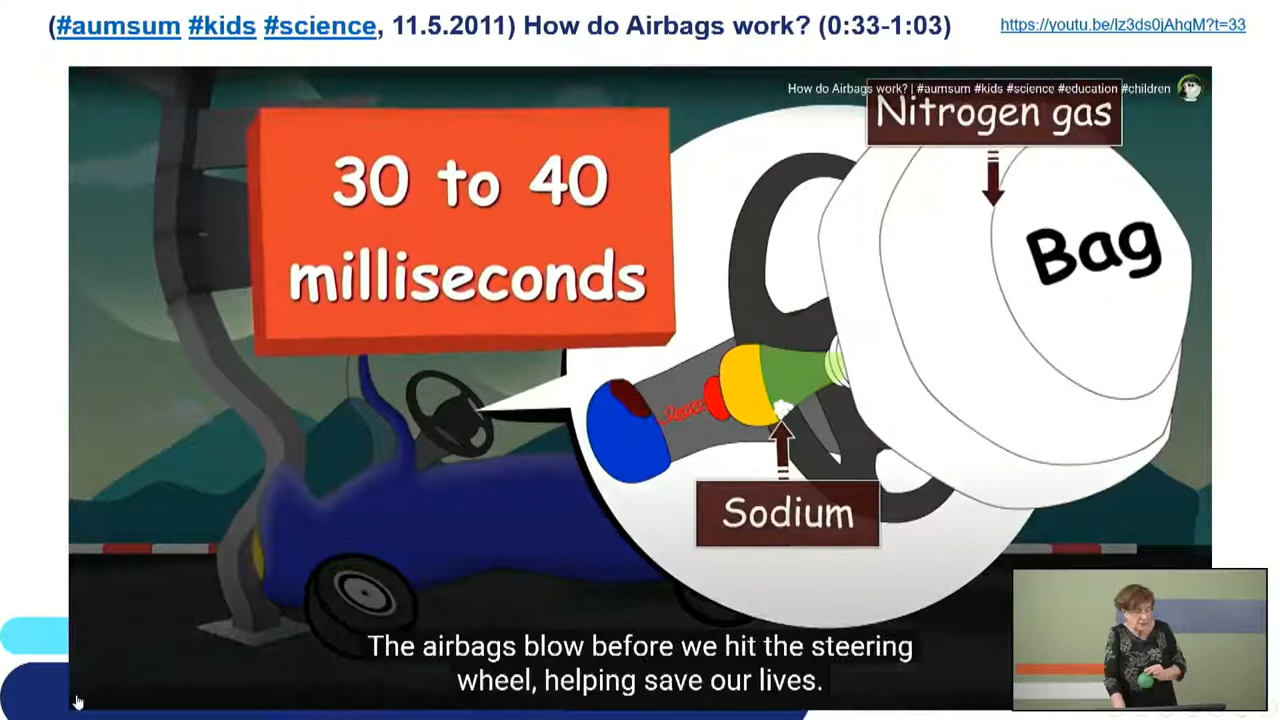 (#aumsum #kids #science, 11.5.2011) How do Airbags work? (0:33-1:03)
https://youtu.be/Iz3ds0jAhqM?t=33
How do Airbags work? | #aumsum #kids #science #education #children
Nitrogen gas
30 to 40
milliseconds
Bag
Sodium
The airbags blow before we hit the steering
wheel, helping save our lives.